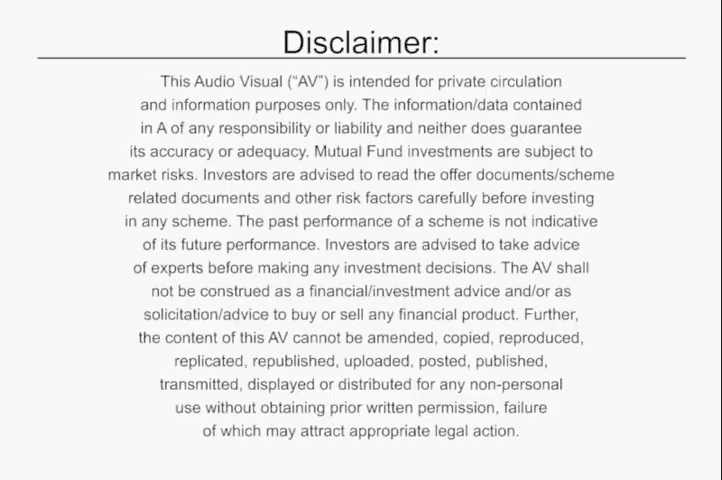 Disclaimer:
This Audio Visual (“AV”) is intended for private circulation
and information purposes only. The information/data contained
in A of any responsibility or liability and neither does guarantee
its accuracy or adequacy. Mutual Fund investments are subject to
market risks. Investors are advised to read the offer documents/scheme
related documents and other risk factors carefully before investing
in any scheme. The past performance of a scheme is not indicative
of its future performance. Investors are advised to take advice
of experts before making any investment decisions. The AV shall
not be construed as a financial/investment advice and/or as
solicitation/advice to buy or sell any financial product. Further,
the content of this AV cannot be amended, copied, reproduced,
replicated, republished, uploaded, posted, published,
transmitted, displayed or distributed for any non-personal
use without obtaining prior written permission, failure
of which may attract appropriate legal action.